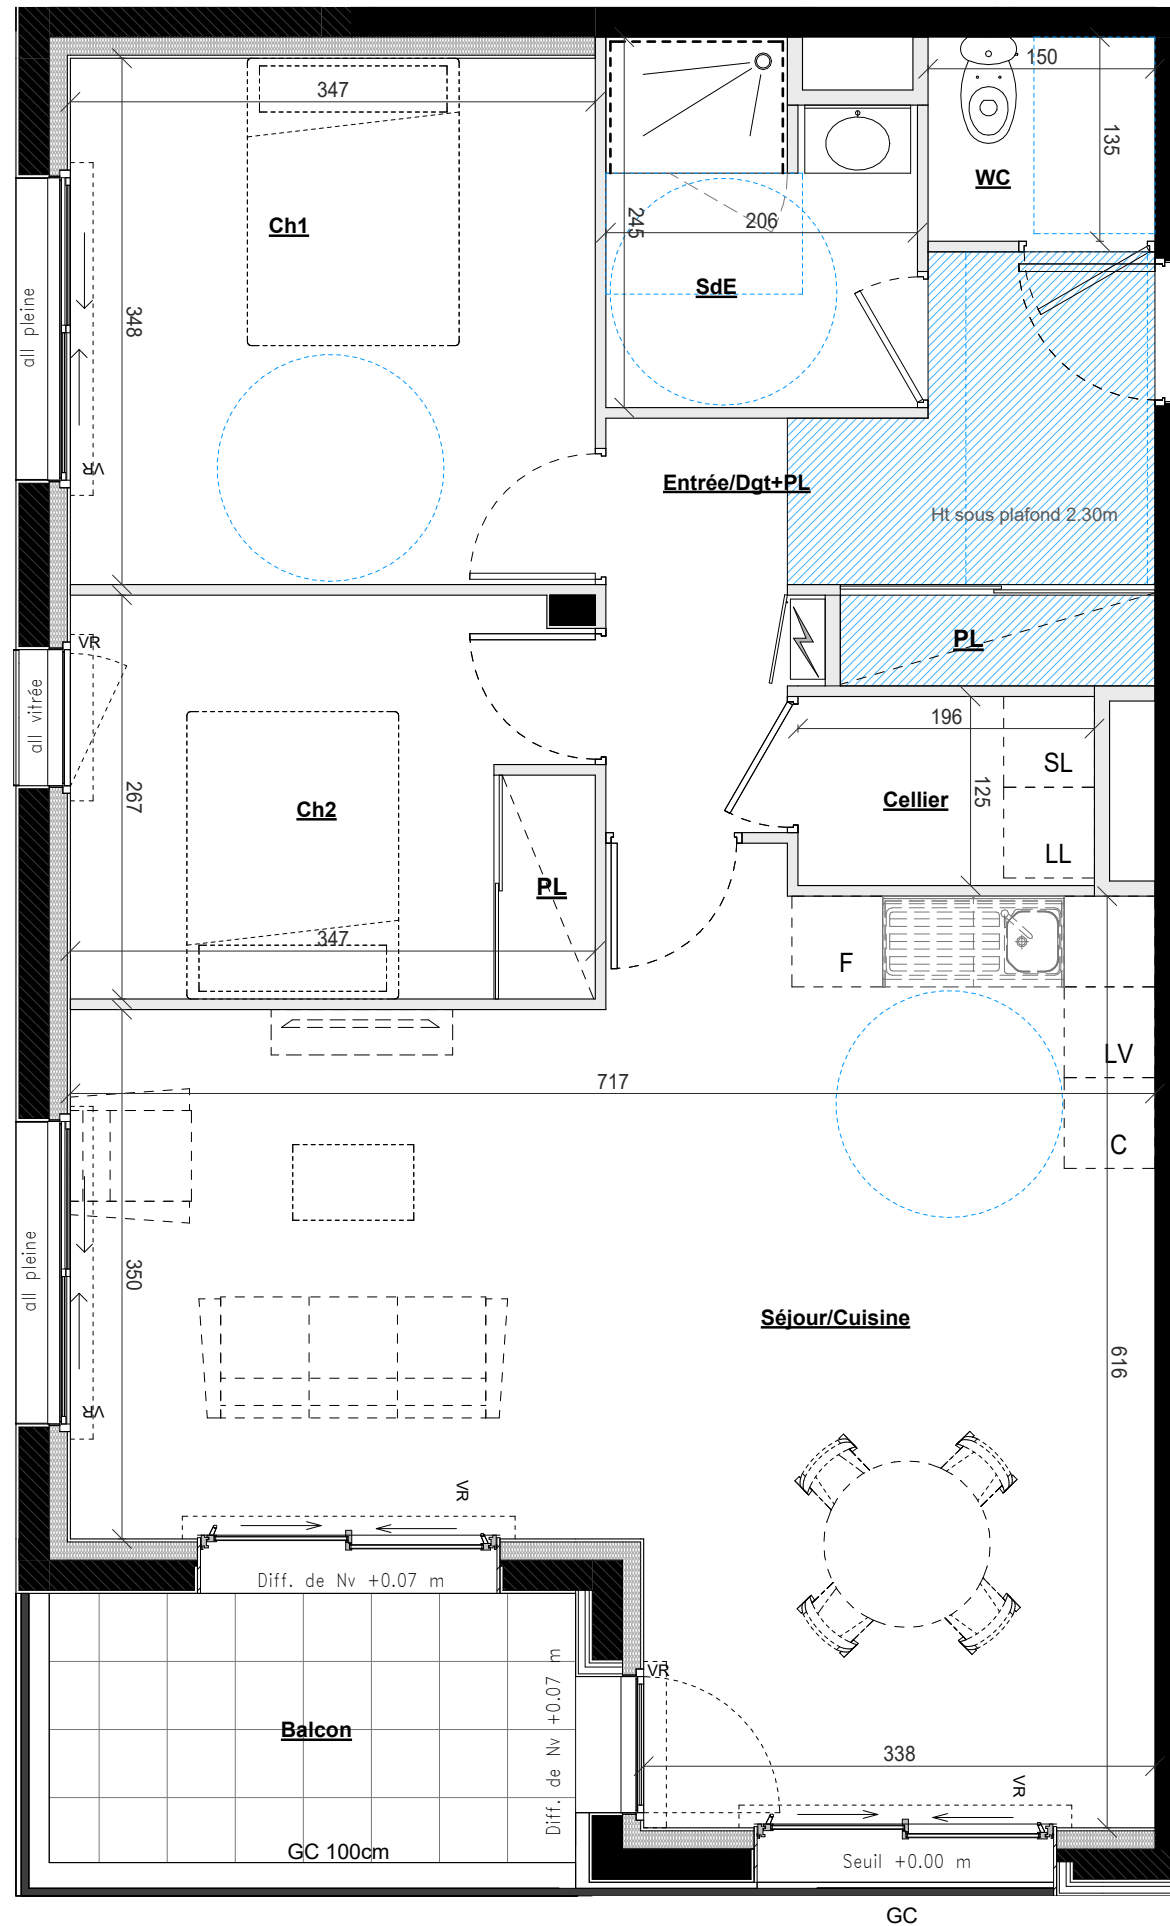 150
347
135
WC
Ch1
245
206
SdE
all pleine
348
VR
Entrée/Dgt+PL
Ht sous plafond 2.30m
VR
PL
all vitrée
196
SL
267
Ch2
125
Cellier
LL
PL
347
F
LV
717
C
all pleine
350
Séjour/Cuisine
616
VR
VR
Diff. de Nv +0.07 m
VR
Diff. de Nv +0.07 m
Balcon
338
VR
GC 100cm
Seuil +0.00 m
GC